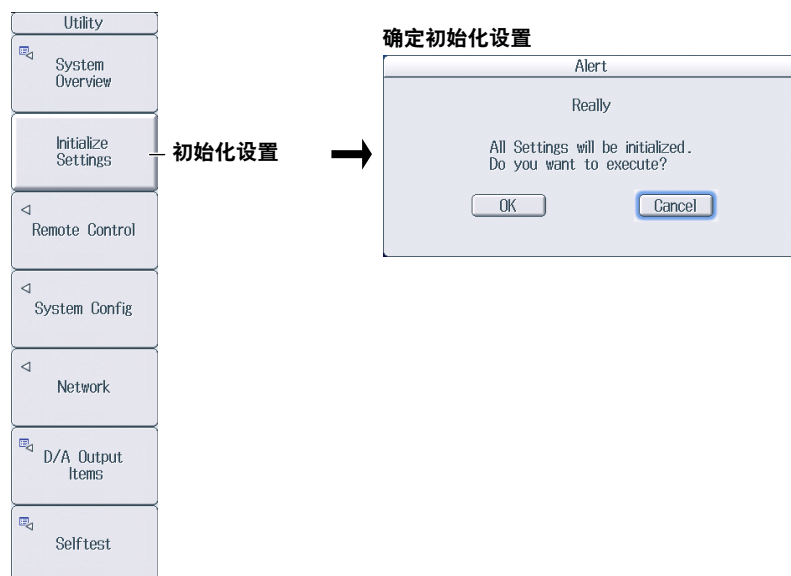 Utility
System
Overview
Initialize
Settings
初始化设置
Remote Control
System Config
Network
D/A Output
Items
Selftest
确定初始化设置
Alert
Really
All Settings will be initialized.
Do you want to execute?
OK
Cancel